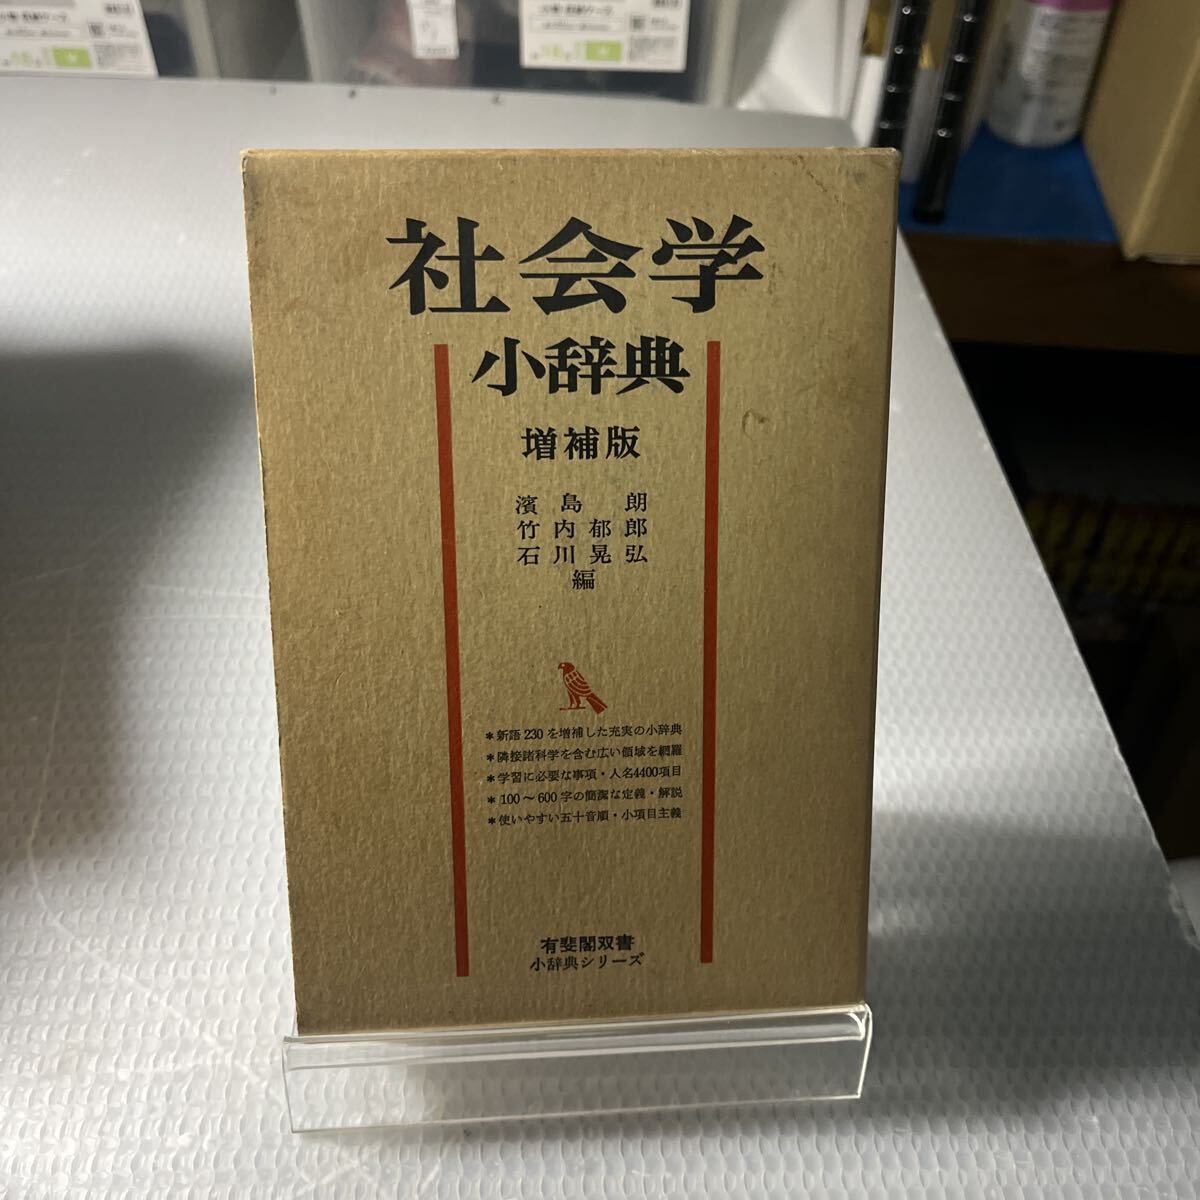 社会学
小辞典
増補版
濱島 朗
竹内郁郎
石川晃弘
編
＊新語230を増補した充実の小辞典
＊隣接諸科学を含む広い領域を網羅
＊学習に必要な事項・人名4400項目
＊100〜600字の簡潔な定義・解説
＊使いやすい五十音順・小項目主義
有斐閣双書
小辞典シリーズ